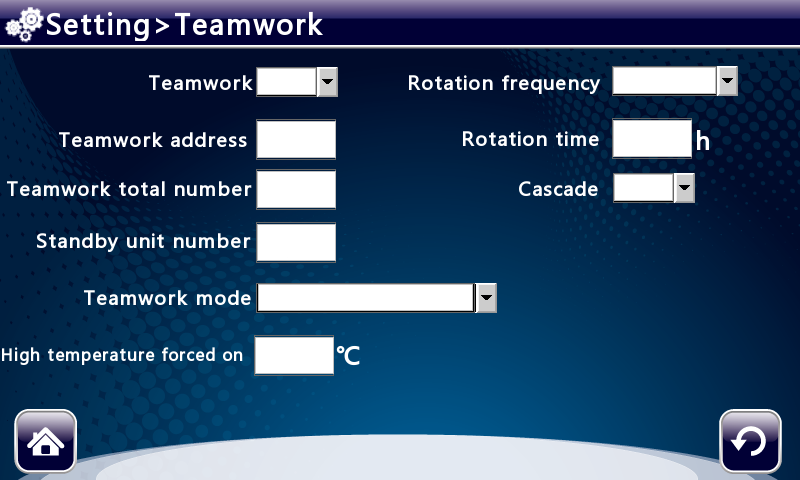 Setting>Teamwork
Teamwork
Rotation frequency
Teamwork address
Rotation time
h
Teamwork total number
Cascade
Standby unit number
Teamwork mode
High temperature forced on
℃